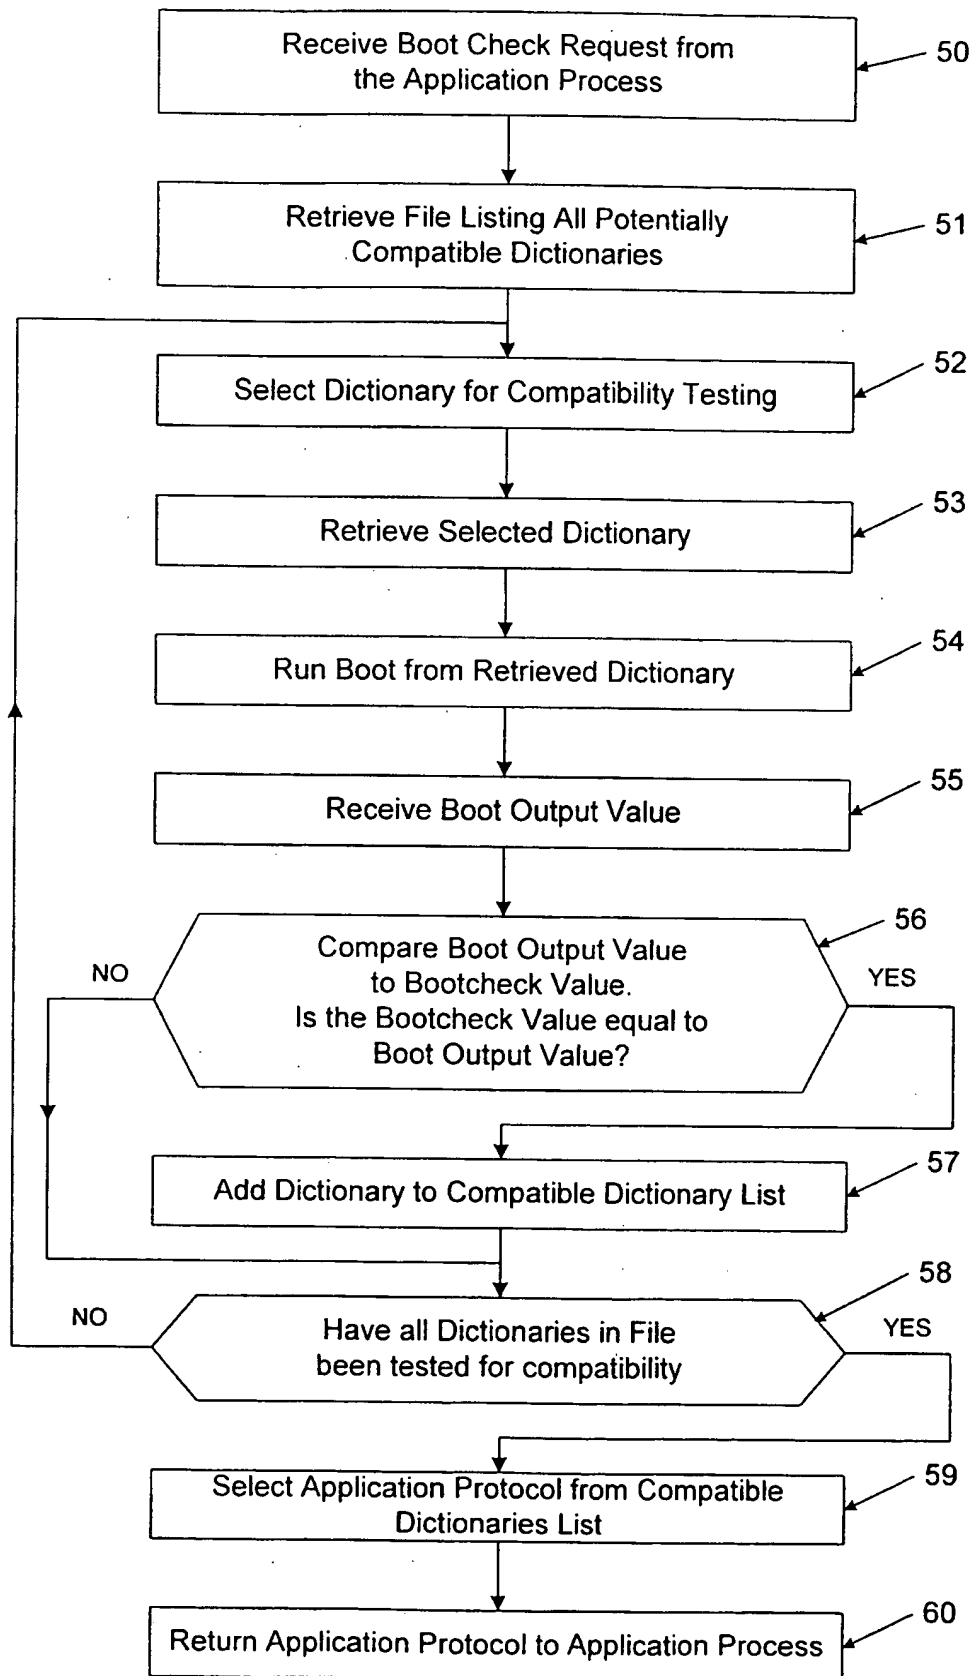 Receive Boot Check Request from
the Application Process
50
Retrieve File Listing All Potentially
Compatible Dictionaries
51
Select Dictionary for Compatibility Testing
52
Retrieve Selected Dictionary
53
Run Boot from Retrieved Dictionary
54
Receive Boot Output Value
55
Compare Boot Output Value
to Bootcheck Value.
Is the Bootcheck Value equal to
Boot Output Value?
56
NO
YES
Add Dictionary to Compatible Dictionary List
57
Have all Dictionaries in File
been tested for compatibility
58
NO
YES
Select Application Protocol from Compatible
Dictionaries List
59
Return Application Protocol to Application Process
60